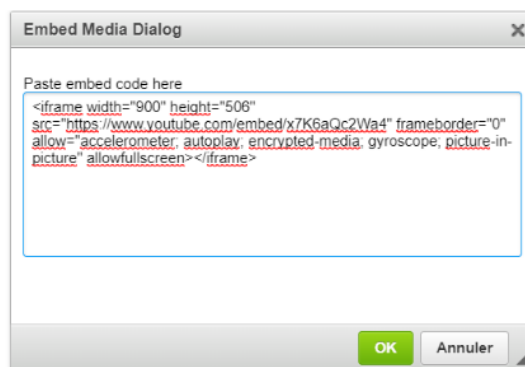 Embed Media Dialog
Paste embed code here
<iframe width="900" height="506"
src="https://www.youtube.com/embed/x7K6aQc2Wa4" frameborder="0"
allow="accelerometer; autoplay; encrypted-media; gyroscope; picture-in-
picture" allowfullscreen></iframe>
OK
Annuler